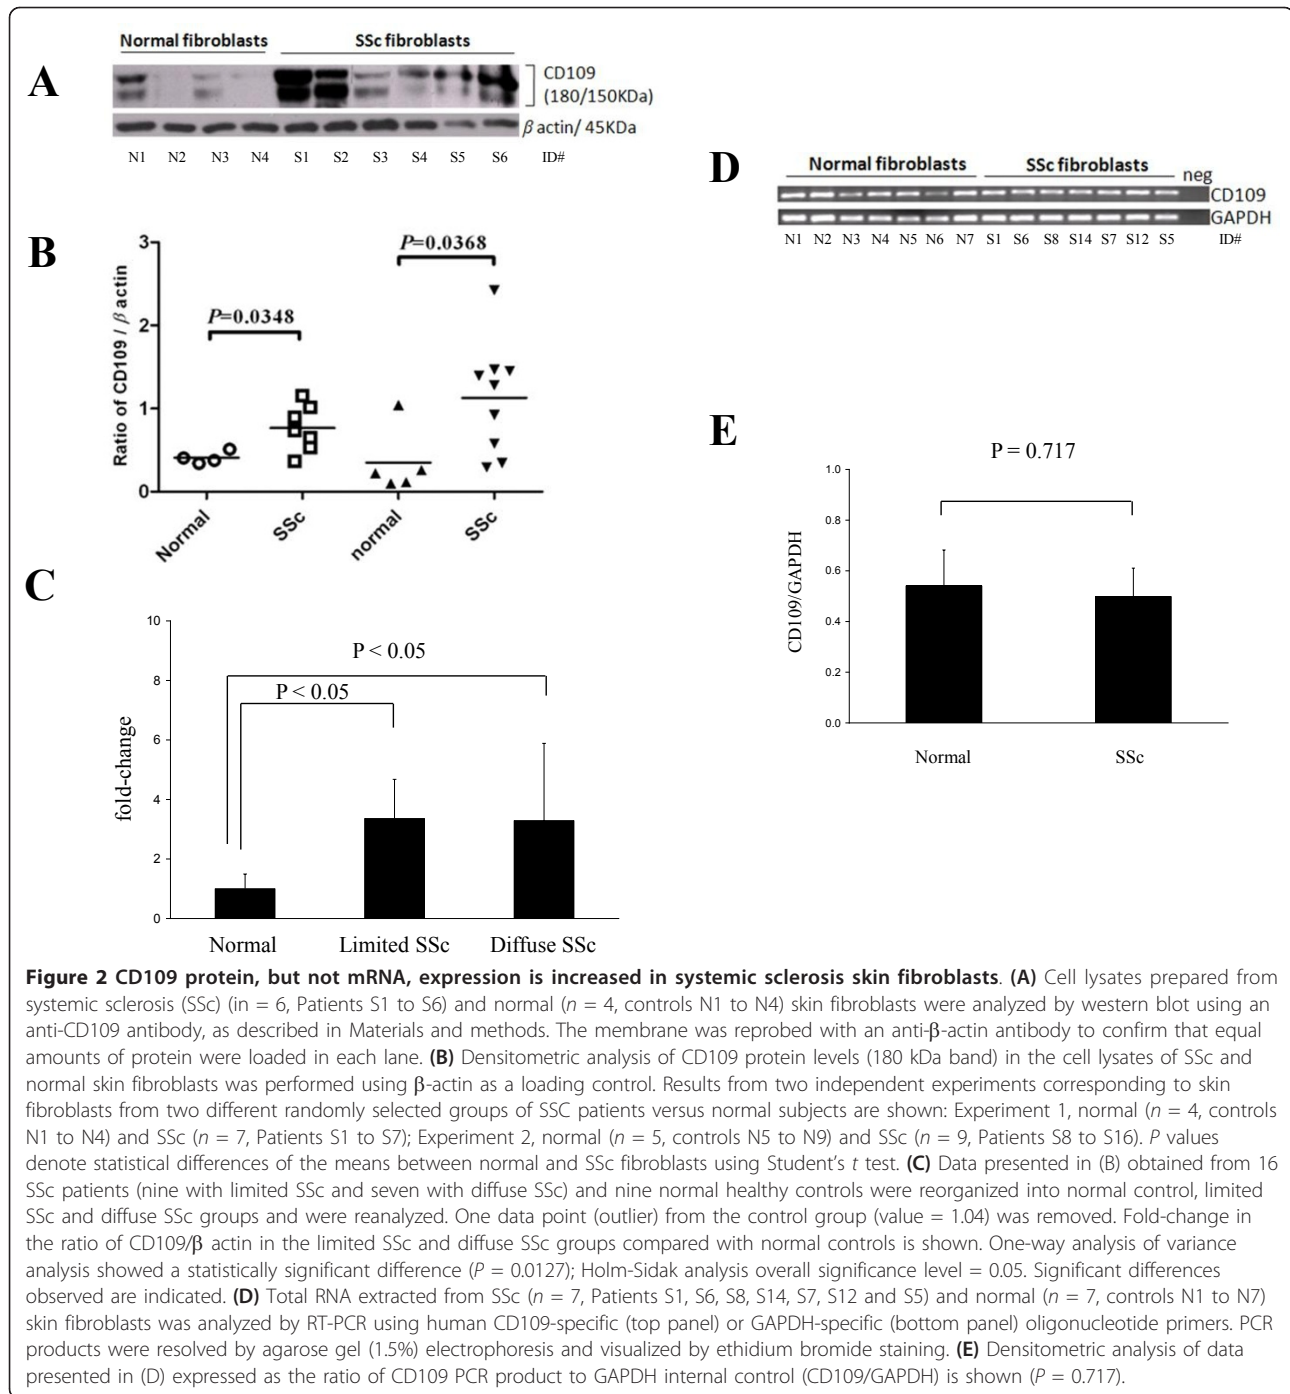 A
Normal fibroblasts SSc fibroblasts
CD109
(180/150KDa)
β actin/ 45KDa
N1 N2 N3 N4 S1 S2 S3 S4 S5 S6 ID#
B
Ratio of CD109 / β actin
3
2
1
0
P=0.0348
P=0.0368
Normal SSc normal SSc
C
fold-change
10
8
6
4
2
0
P < 0.05
P < 0.05
Normal Limited SSc Diffuse SSc
D
Normal fibroblasts SSc fibroblasts neg
CD109
GAPDH
N1 N2 N3 N4 N5 N6 N7 S1 S6 S8 S14 S7 S12 S5 ID#
E
P = 0.717
CD109/GAPDH
1.0
0.8
0.6
0.4
0.2
0.0
Normal SSc
Figure 2 CD109 protein, but not mRNA, expression is increased in systemic sclerosis skin fibroblasts. (A) Cell lysates prepared from
systemic sclerosis (SSc) (in = 6, Patients S1 to S6) and normal (n = 4, controls N1 to N4) skin fibroblasts were analyzed by western blot using an
anti-CD109 antibody, as described in Materials and methods. The membrane was reprobed with an anti-β-actin antibody to confirm that equal
amounts of protein were loaded in each lane. (B) Densitometric analysis of CD109 protein levels (180 kDa band) in the cell lysates of SSc and
normal skin fibroblasts was performed using β-actin as a loading control. Results from two independent experiments corresponding to skin
fibroblasts from two different randomly selected groups of SSC patients versus normal subjects are shown: Experiment 1, normal (n = 4, controls
N1 to N4) and SSc (n = 7, Patients S1 to S7); Experiment 2, normal (n = 5, controls N5 to N9) and SSc (n = 9, Patients S8 to S16). P values
denote statistical differences of the means between normal and SSc fibroblasts using Student's t test. (C) Data presented in (B) obtained from 16
SSc patients (nine with limited SSc and seven with diffuse SSc) and nine normal healthy controls were reorganized into normal control, limited
SSc and diffuse SSc groups and were reanalyzed. One data point (outlier) from the control group (value = 1.04) was removed. Fold-change in
the ratio of CD109/β actin in the limited SSc and diffuse SSc groups compared with normal controls is shown. One-way analysis of variance
analysis showed a statistically significant difference (P = 0.0127); Holm-Sidak analysis overall significance level = 0.05. Significant differences
observed are indicated. (D) Total RNA extracted from SSc (n = 7, Patients S1, S6, S8, S14, S7, S12 and S5) and normal (n = 7, controls N1 to N7)
skin fibroblasts was analyzed by RT-PCR using human CD109-specific (top panel) or GAPDH-specific (bottom panel) oligonucleotide primers. PCR
products were resolved by agarose gel (1.5%) electrophoresis and visualized by ethidium bromide staining. (E) Densitometric analysis of data
presented in (D) expressed as the ratio of CD109 PCR product to GAPDH internal control (CD109/GAPDH) is shown (P = 0.717).